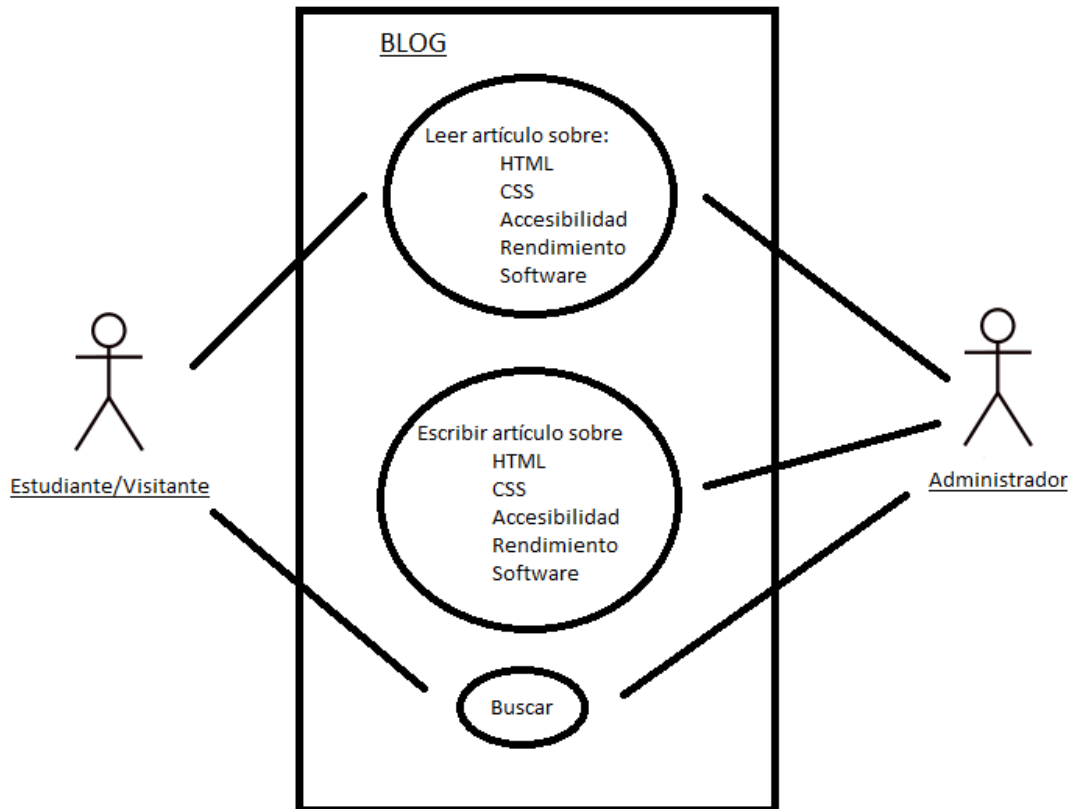 BLOG
Leer artículo sobre:
HTML
CSS
Accesibilidad
Rendimiento
Software
Escribir artículo sobre
HTML
CSS
Accesibilidad
Rendimiento
Software
Estudiante/Visitante
Administrador
Buscar